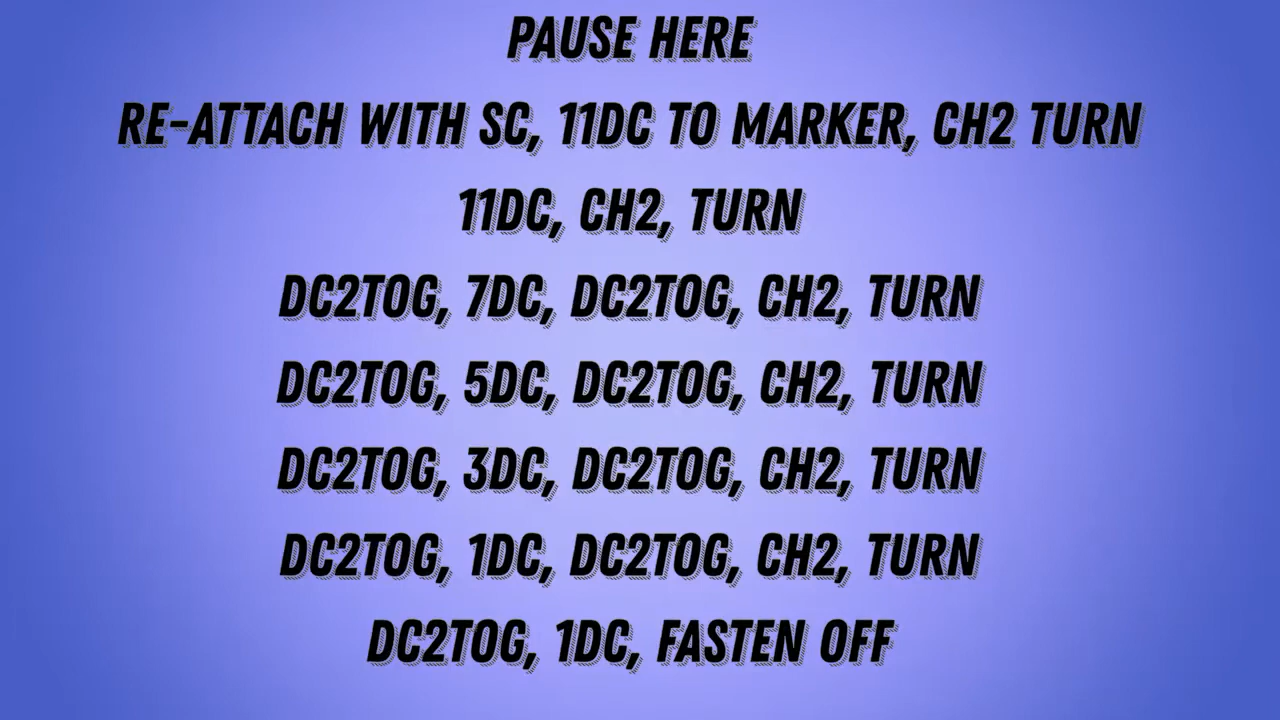 PAUSE HERE
RE-ATTACH WITH SC, 11DC TO MARKER, CH2 TURN
11DC, CH2, TURN
DC2TOG, 7DC, DC2TOG, CH2, TURN
DC2TOG, 5DC, DC2TOG, CH2, TURN
DC2TOG, 3DC, DC2TOG, CH2, TURN
DC2TOG, 1DC, DC2TOG, CH2, TURN
DC2TOG, 1DC, FASTEN OFF